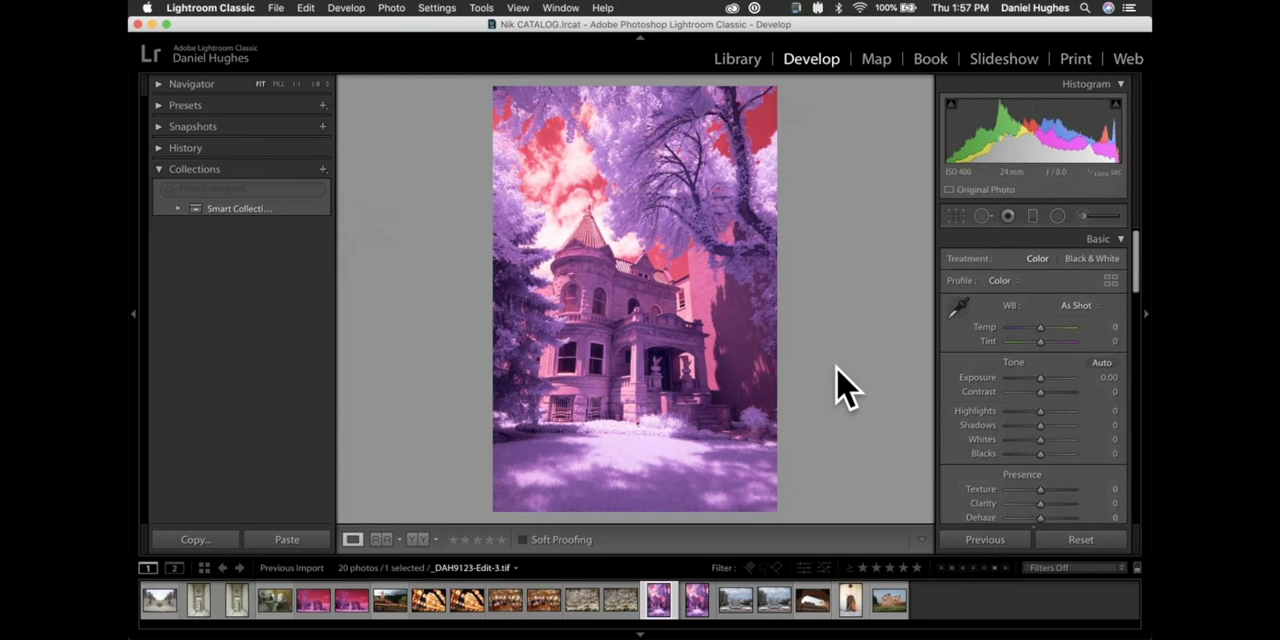 Lightroom Classic File Edit Develop Photo Settings Tools View Window Help 100% Thu 1:57 PM Daniel Hughes
Nik CATALOG.lrcat - Adobe Photoshop Lightroom Classic - Develop
Lr Adobe Lightroom Classic
Daniel Hughes
Library | Develop | Map | Book | Slideshow | Print | Web
Navigator FIT FILL 1:1
Presets
Snapshots
History
Collections
Filter Collections
Smart Collecti...
Histogram
ISO 400 24 mm f / 8.0
Original Photo
Basic
Treatment : Color Black & White
Profile : Color
WB : As Shot
Temp 0
Tint 0
Tone Auto
Exposure 0.00
Contrast 0
Highlights 0
Shadows 0
Whites 0
Blacks 0
Presence
Texture 0
Clarity 0
Dehaze 0
Copy... Paste
Soft Proofing
Previous Reset
1 2 Previous Import 20 photos / 1 selected / _DAH9123-Edit-3.tif
Filter : Filters Off